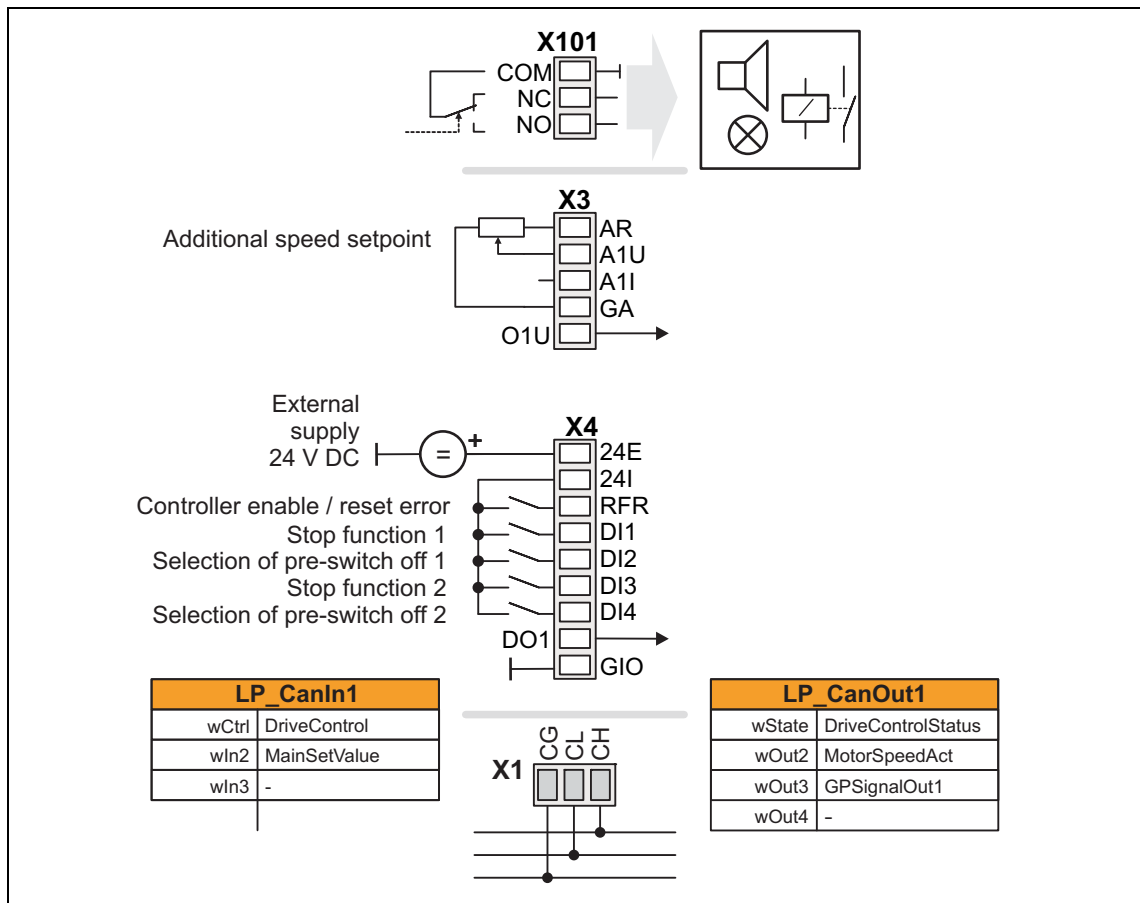 X101
COM
NC
NO
X3
Additional speed setpoint
AR
A1U
A1I
GA
O1U
External
supply
24 V DC
=
+
X4
24E
24I
Controller enable / reset error
RFR
Stop function 1
DI1
Selection of pre-switch off 1
DI2
Stop function 2
DI3
Selection of pre-switch off 2
DI4
DO1
GIO
LP_CanIn1
wCtrl DriveControl
wIn2 MainSetValue
wIn3 -
X1
CG
CL
CH
LP_CanOut1
wState DriveControlStatus
wOut2 MotorSpeedAct
wOut3 GPSignalOut1
wOut4 -